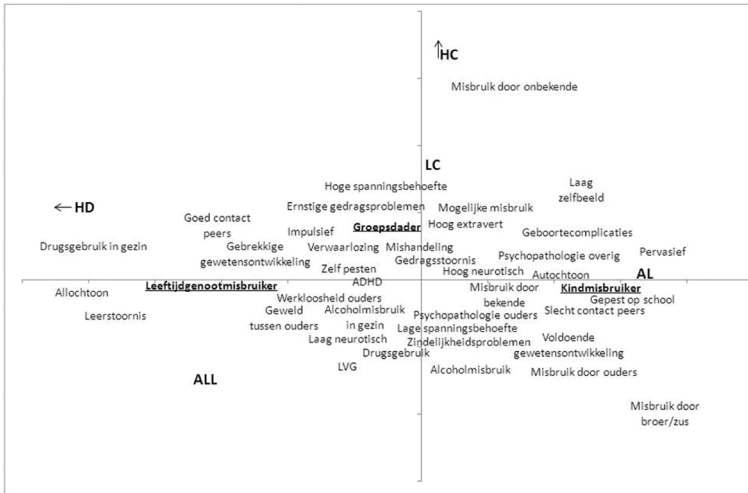 HC
Misbruik door onbekende
LC
Hoge spanningsbehoefte
Laag
zelfbeeld
HD
Ernstige gedragsproblemen
Mogelijke misbruik
Goed contact
peers
Impulsief
Groepsdader
Hoog extravert
Geboortecomplicaties
Drugsgebruik in gezin
Gebrekkige
gewetensontwikkeling
Verwaarlozing
Mishandeling
Gedragsstoornis
Psychopathologie overig
Pervasief
Zelf pesten
Hoog neurotisch
Autochtoon
AL
ADHD
Leeftijdgenootmisbruiker
Misbruik door
bekende
Kindmisbruiker
Allochtoon
Werkloosheid ouders
Gepest op school
Leerstoornis
Geweld
tussen ouders
Alcoholmisbruik
in gezin
Psychopathologie ouders
Slecht contact peers
Lage spanningsbehoefte
Laag neurotisch
Zindelijkheidsproblemen
Voldoende
gewetensontwikkeling
Drugsgebruik
LVG
Alcoholmisbruik
Misbruik door ouders
ALL
Misbruik door
broer/zus